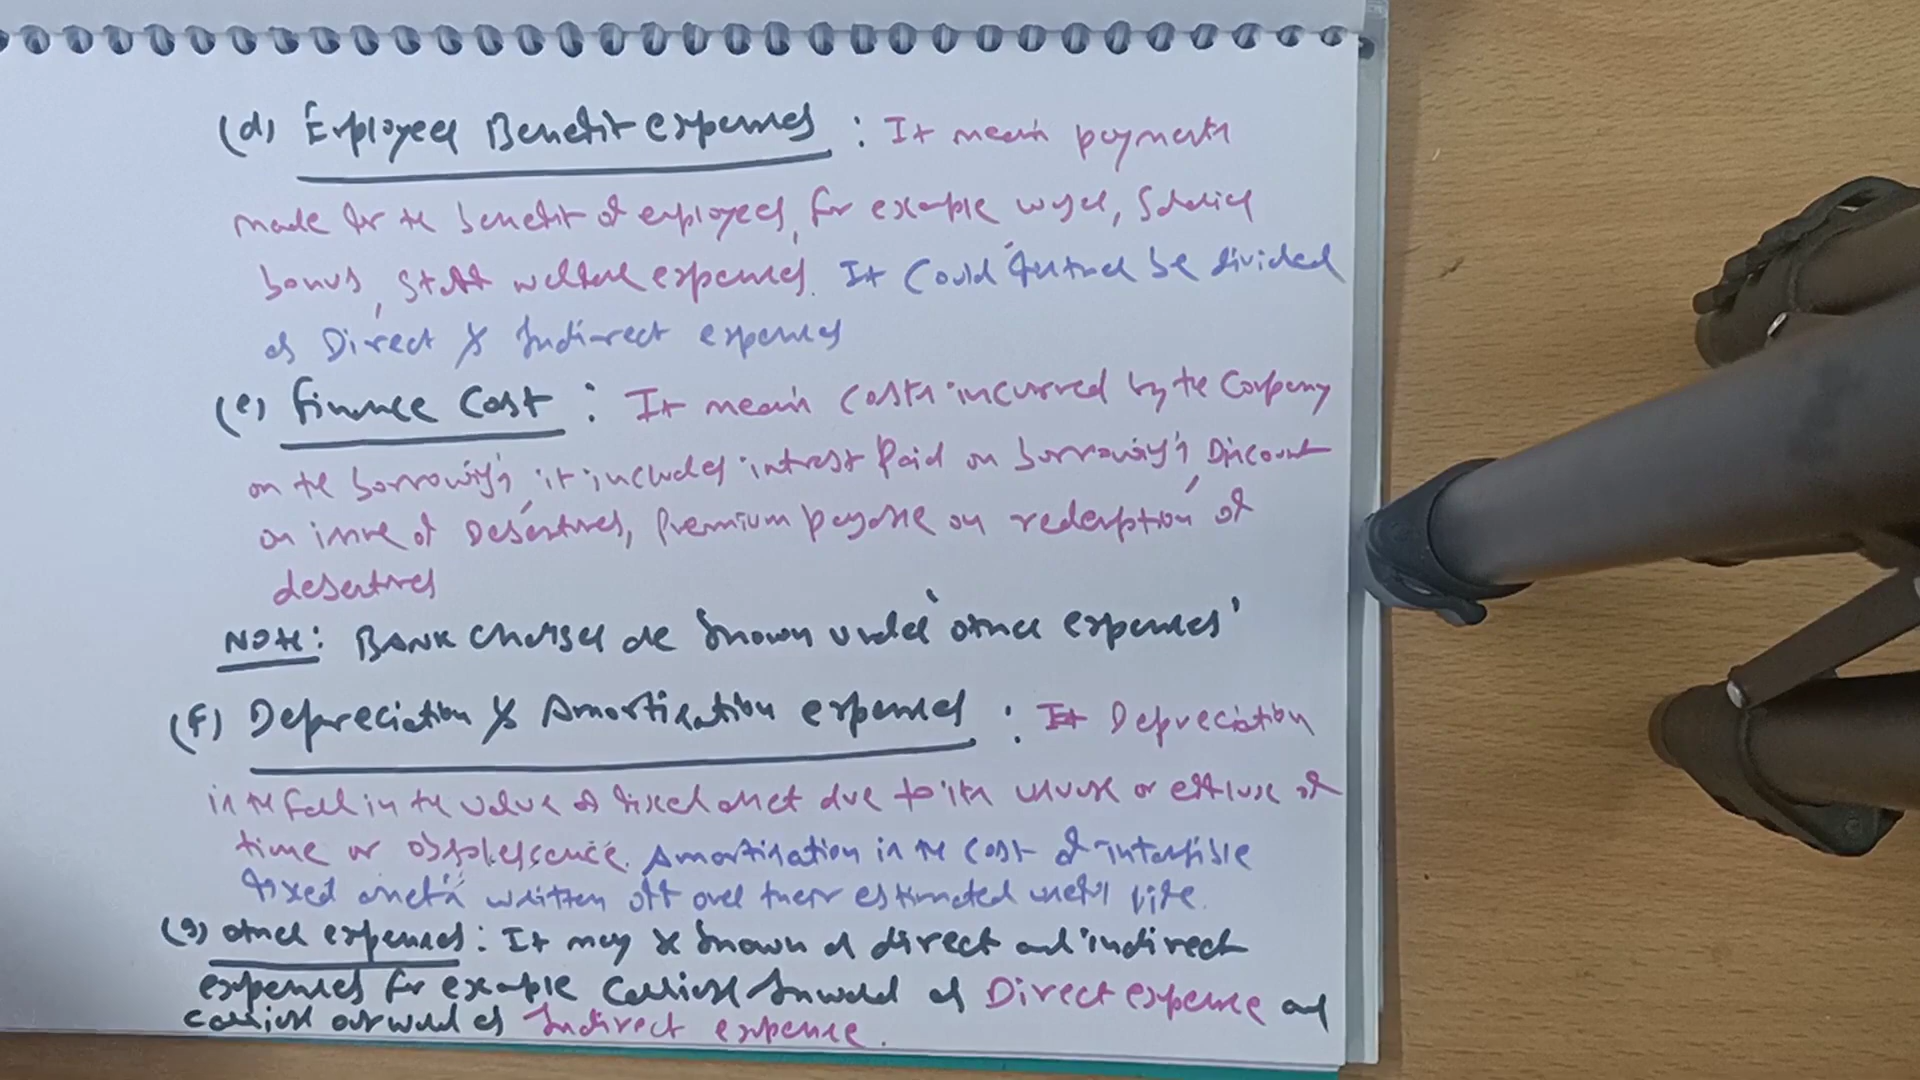 (d) Employees Benefit expenses : It means payments
made for the benefit of employees, for example wages, Salaries
bonus, staff welfare expenses. It could further be divided
as Direct & Indirect expenses
(e) Finance Cost : It means costs incurred by the Company
on the borrowings, it includes intrest Paid on borrowings, Discount
on issue of Debentures, Premium payable on redemption of
debentures
Note: BANK Charges are shown under 'other expenses'
(f) Depreciation & Amortisation expenses : Depreciation
is the fall in the value of fixed asset due to its ususe or efflux of
time or obsolescence. Amortisation is the cost of intangible
fixed assets written off over their estimated useful life.
(g) other expenses : It may be shown as direct and indirect
expenses for example Carriage Inward as Direct expense and
carriage outward as Indirect expense.